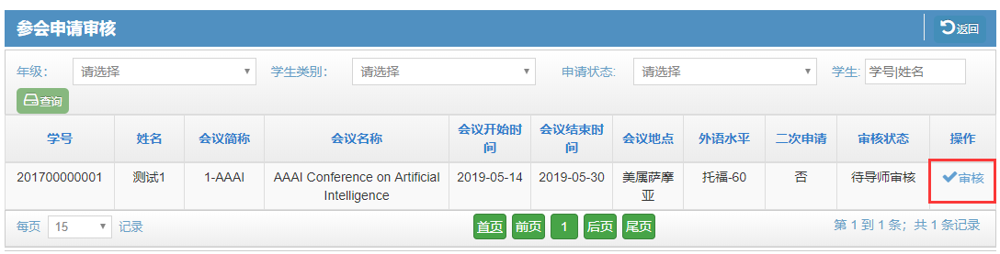 参会申请审核 返回
年级： 请选择 学生类别： 请选择 申请状态: 请选择 学生: 学号|姓名
查询
学号 姓名 会议简称 会议名称 会议开始时间 会议结束时间 会议地点 外语水平 二次申请 审核状态 操作
201700000001 测试1 1-AAAI AAAI Conference on Artificial Intelligence 2019-05-14 2019-05-30 美属萨摩亚 托福-60 否 待导师审核 审核
每页 15 记录 首页 前页 1 后页 尾页 第 1 到 1 条；共 1 条记录